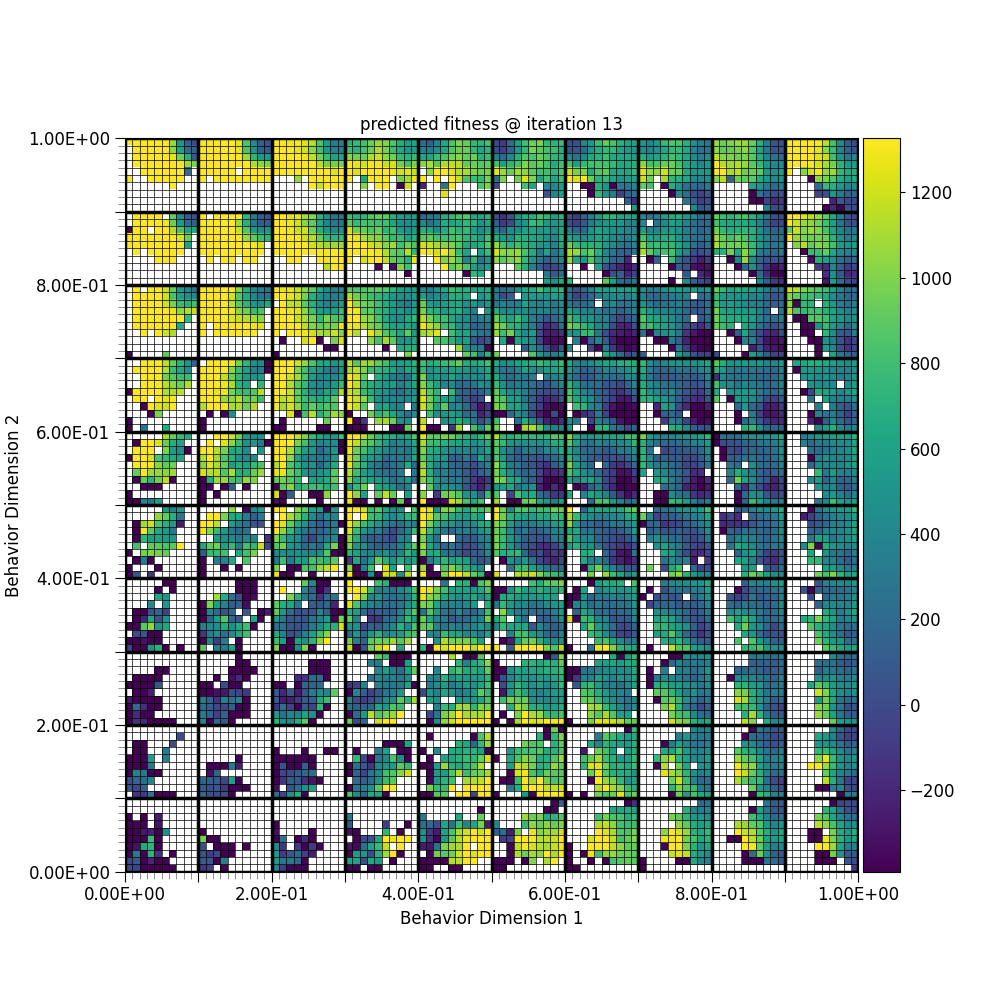 predicted fitness @ iteration 13
1.00E+00
8.00E-01
6.00E-01
4.00E-01
2.00E-01
0.00E+00
Behavior Dimension 2
0.00E+00 2.00E-01 4.00E-01 6.00E-01 8.00E-01 1.00E+00
Behavior Dimension 1
1200
1000
800
600
400
200
0
−200